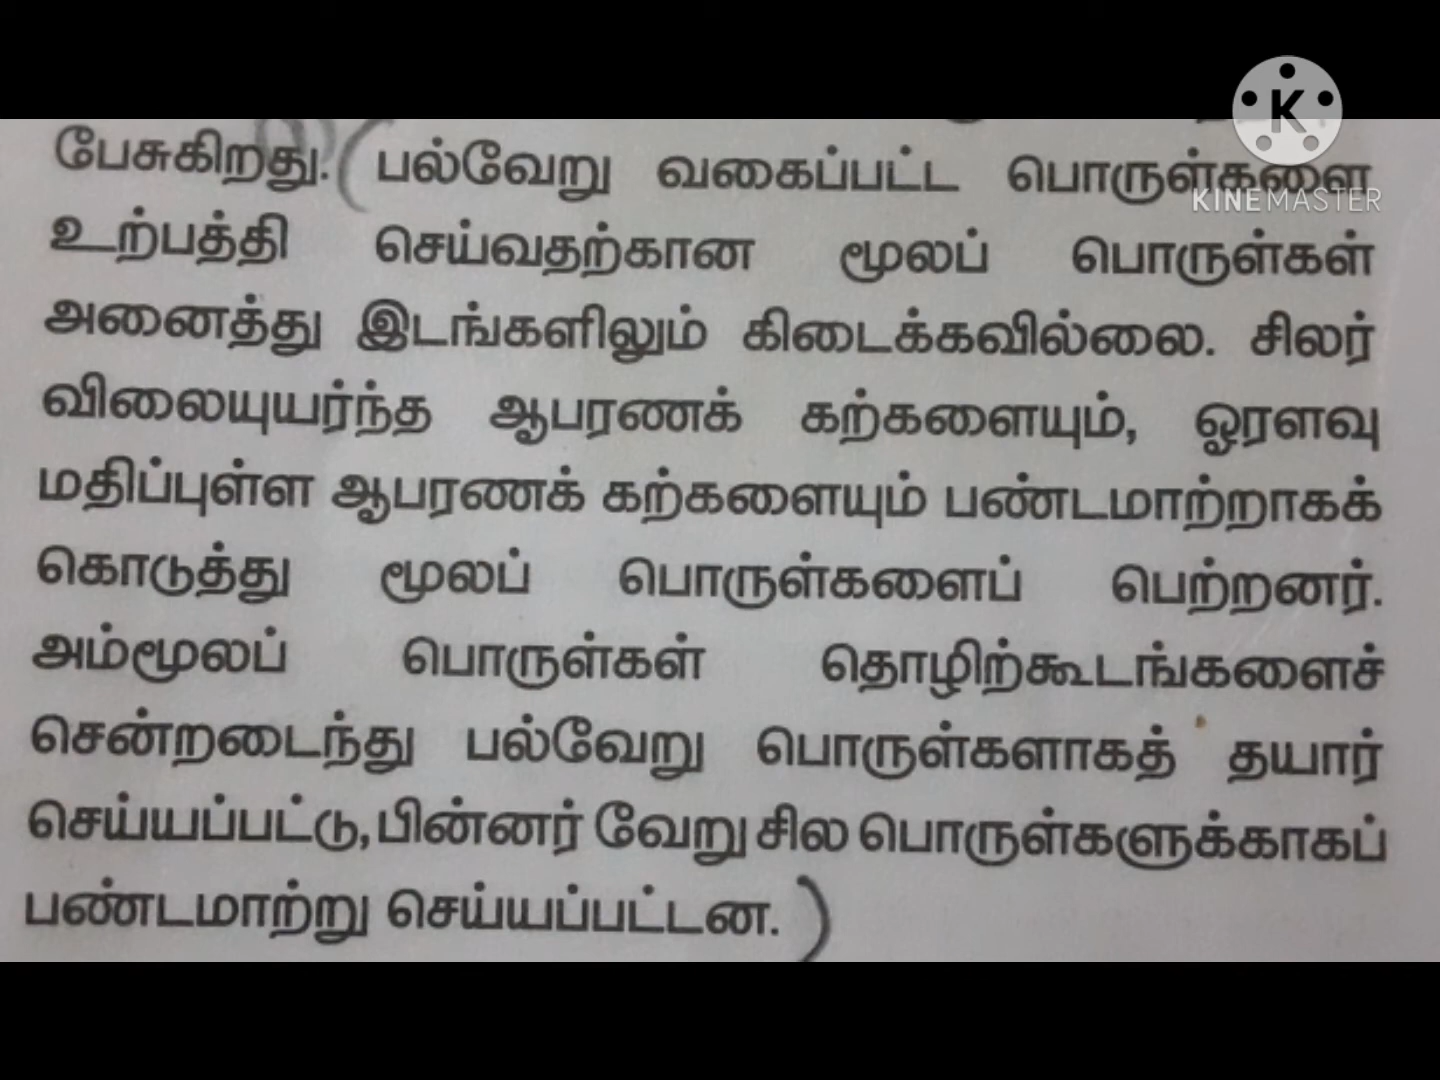 K
KINEMASTER
பேசுகிறது. ( பல்வேறு வகைப்பட்ட பொருள்களை
உற்பத்தி செய்வதற்கான மூலப் பொருள்கள்
அனைத்து இடங்களிலும் கிடைக்கவில்லை. சிலர்
விலையுயர்ந்த ஆபரணக் கற்களையும், ஓரளவு
மதிப்புள்ள ஆபரணக் கற்களையும் பண்டமாற்றாகக்
கொடுத்து மூலப் பொருள்களைப் பெற்றனர்.
அம்மூலப் பொருள்கள் தொழிற்கூடங்களைச்
சென்றடைந்து பல்வேறு பொருள்களாகத் தயார்
செய்யப்பட்டு, பின்னர் வேறு சில பொருள்களுக்காகப்
பண்டமாற்று செய்யப்பட்டன. )